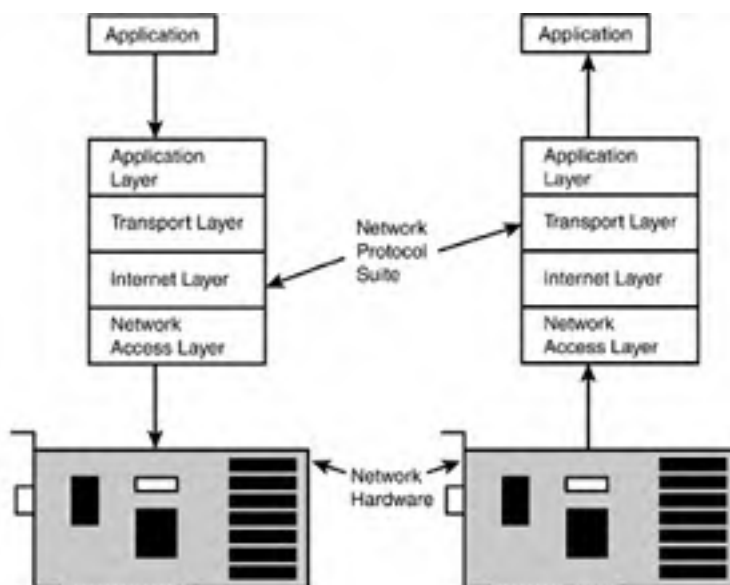 Application
Application
Application
Layer
Transport Layer
Internet Layer
Network
Access Layer
Network
Protocol
Suite
Application
Layer
Transport Layer
Internet Layer
Network
Access Layer
Network
Hardware